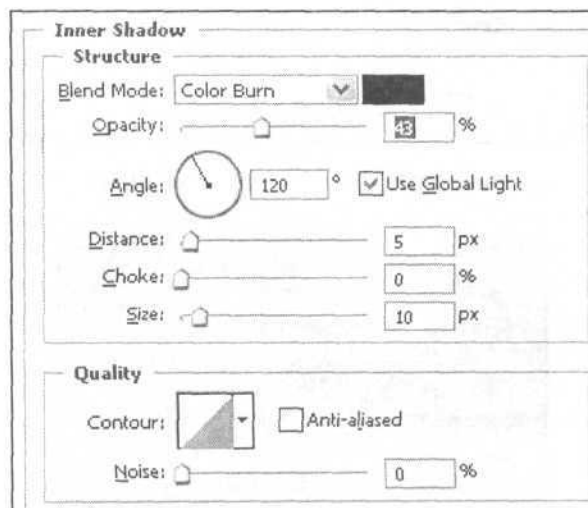 Inner Shadow
Structure
Blend Mode: Color Burn
Opacity: 43 %
Angle: 120 ° Use Global Light
Distance: 5 px
Choke: 0 %
Size: 10 px
Quality
Contour: Anti-aliased
Noise: 0 %